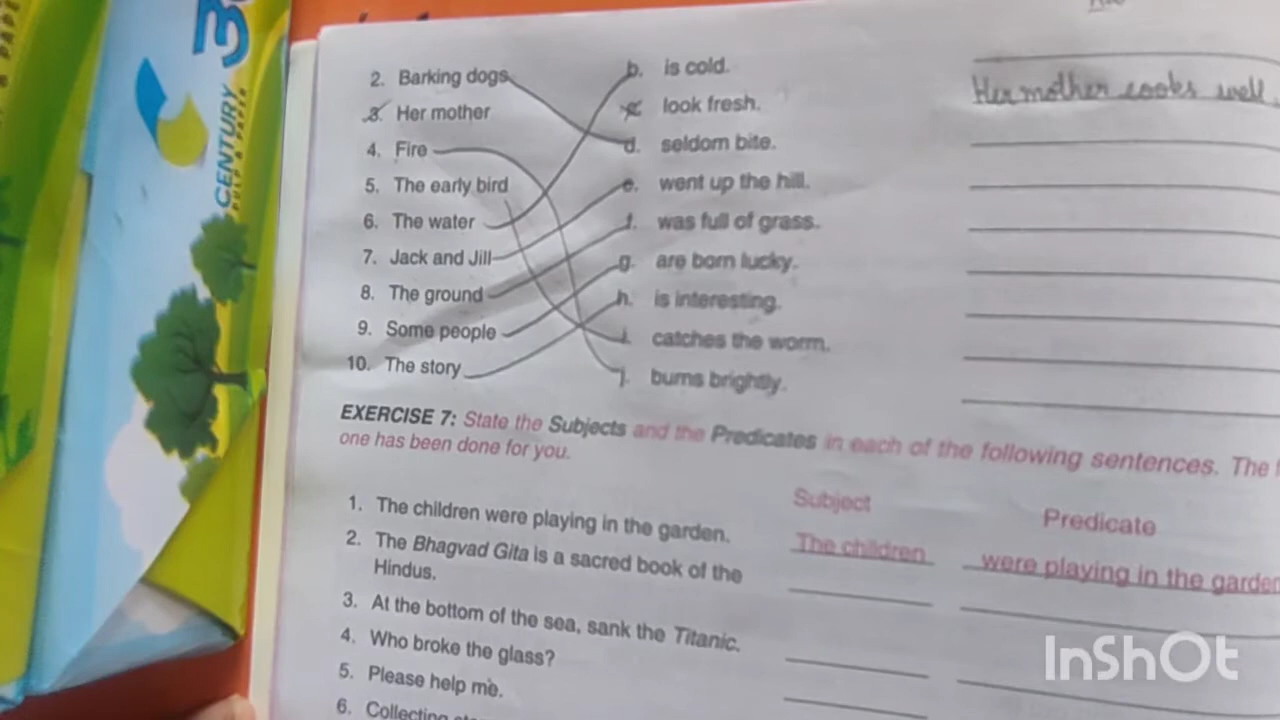 CENTURY
PULP & PAPER
2. Barking dogs b. is cold.
3. Her mother c. look fresh. Her mother cooks well.
4. Fire d. seldom bite.
5. The early bird e. went up the hill.
6. The water f. was full of grass.
7. Jack and Jill g. are born lucky.
8. The ground h. is interesting.
9. Some people i. catches the worm.
10. The story j. burns brightly.
EXERCISE 7: State the Subjects and the Predicates in each of the following sentences. The
one has been done for you.
Subject Predicate
1. The children were playing in the garden. The children were playing in the garden
2. The Bhagvad Gita is a sacred book of the
Hindus.
3. At the bottom of the sea, sank the Titanic.
4. Who broke the glass?
5. Please help me.
6. Collecting
InShOt